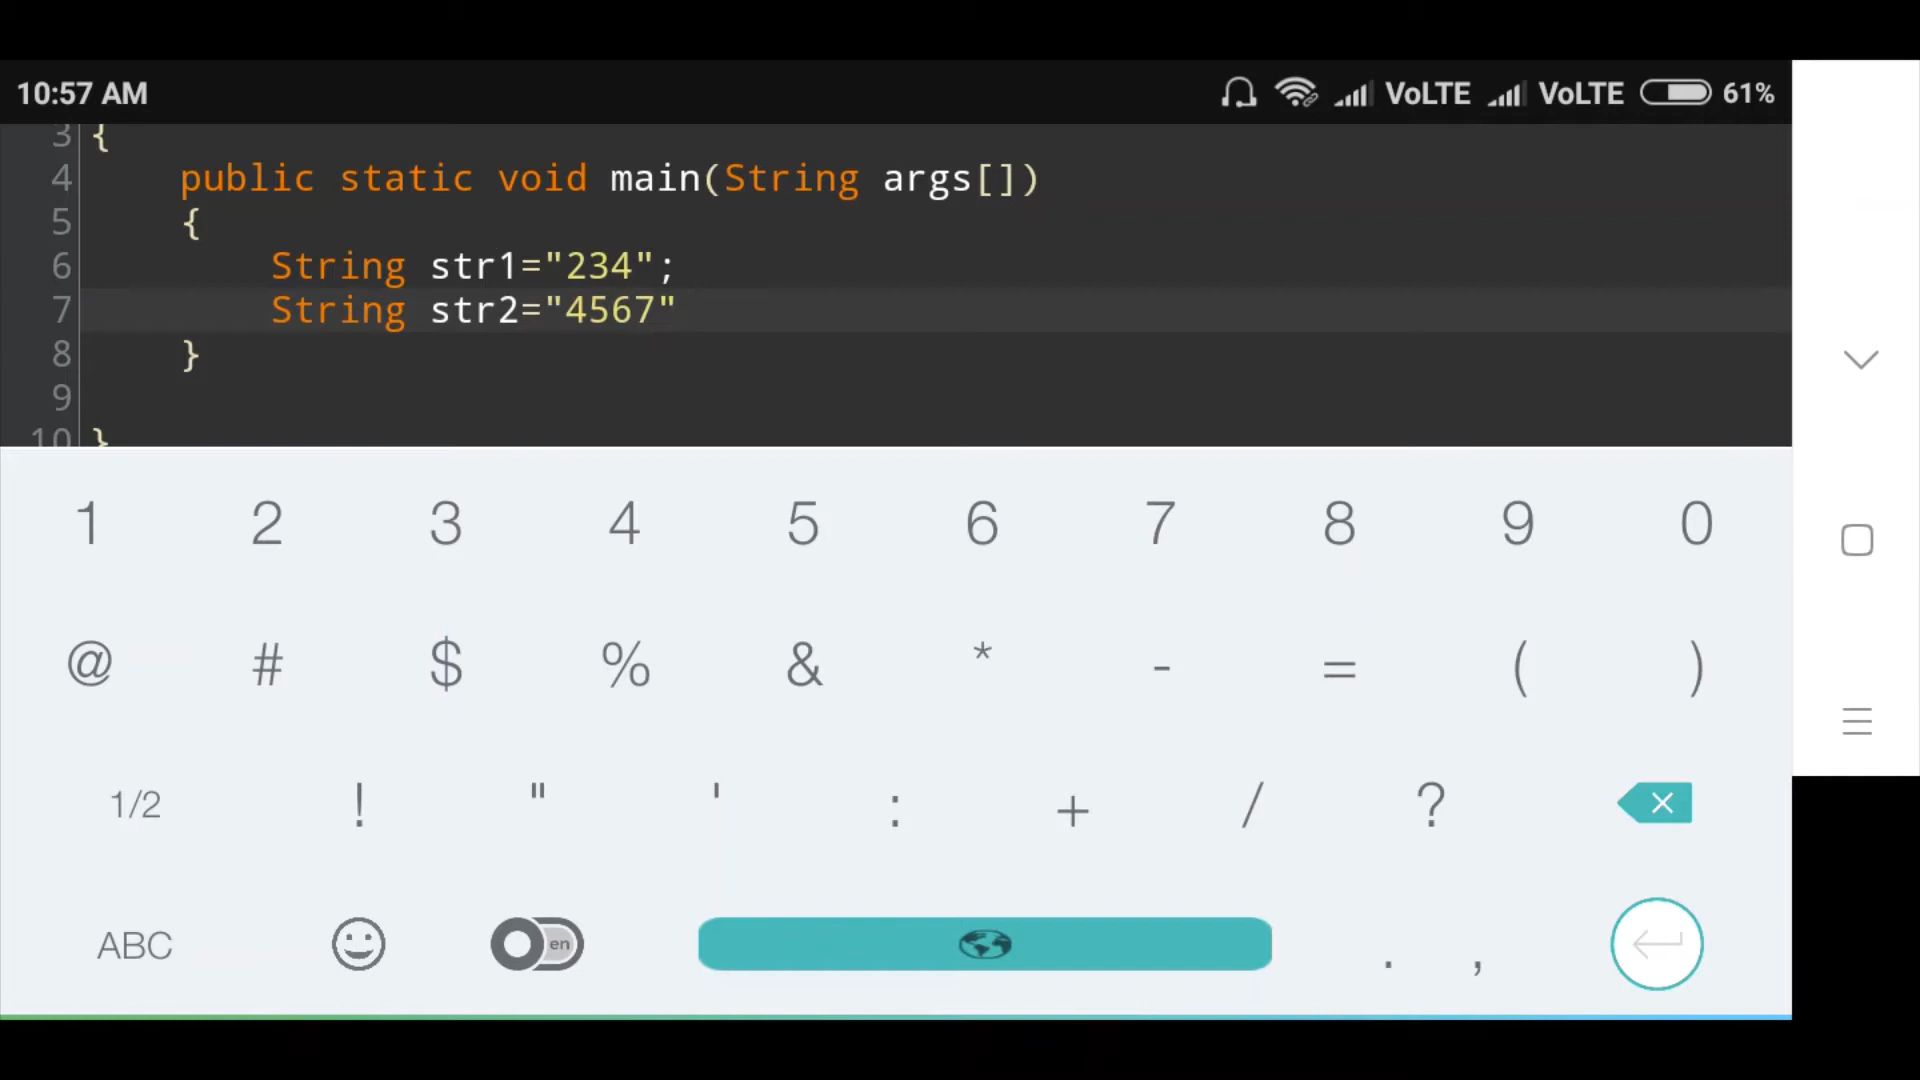 10:57 AM VoLTE VoLTE 61%
3 {
4 public static void main(String args[])
5 {
6 String str1="234";
7 String str2="4567"
8 }
9
10 }
1 2 3 4 5 6 7 8 9 0
@ # $ % & * - = ( )
1/2 ! " ' : + / ?
ABC en . ,